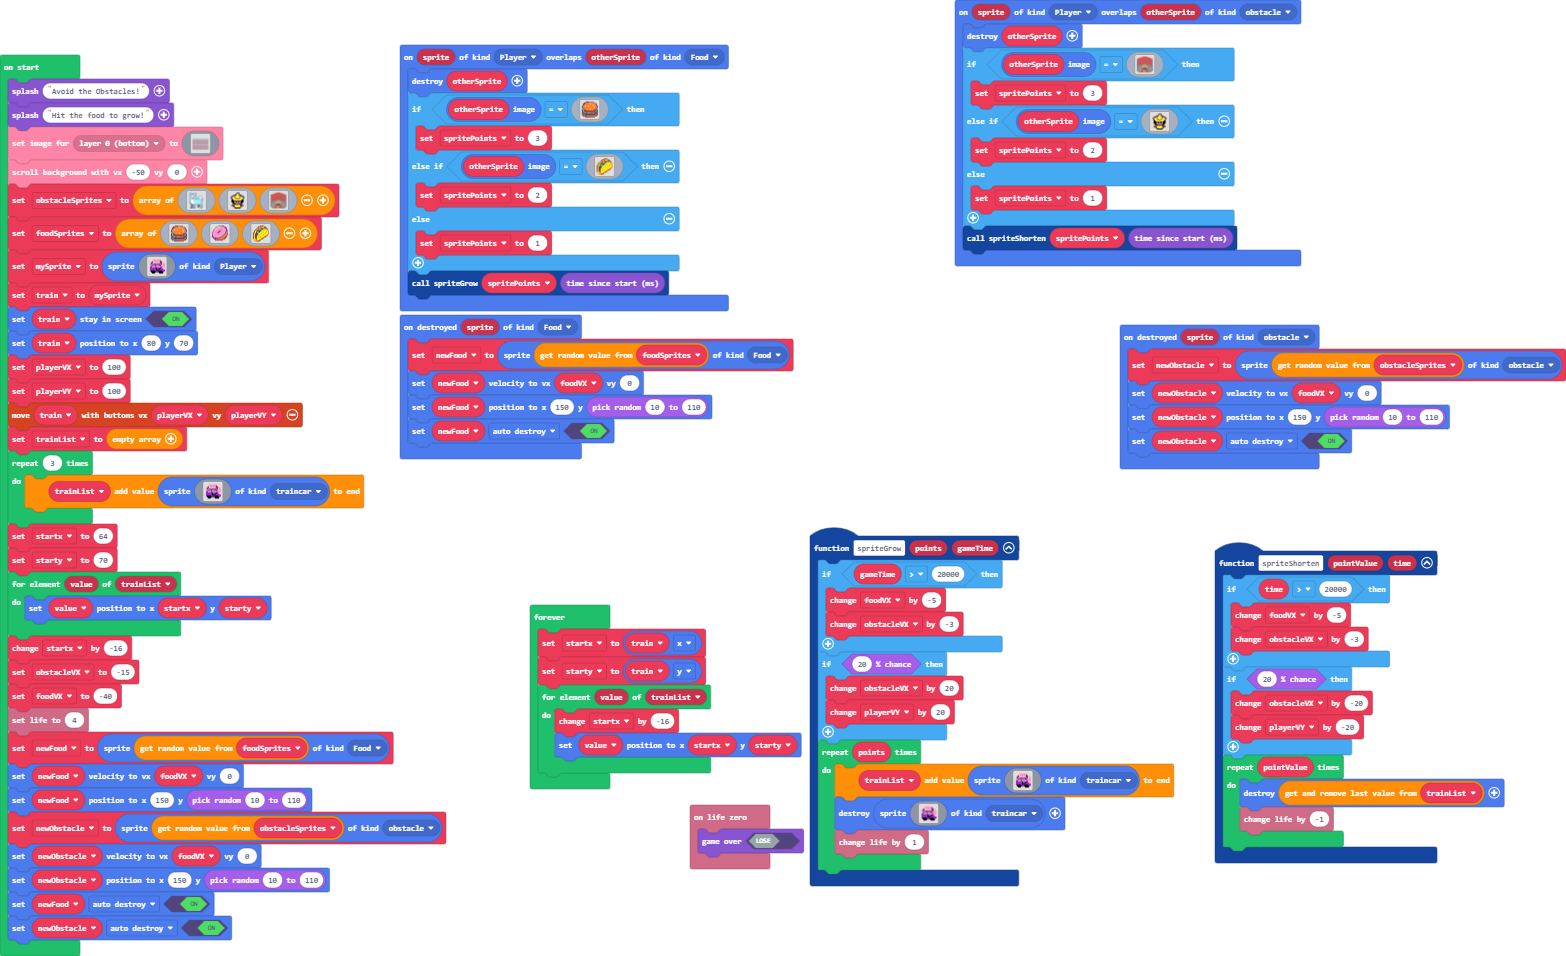 on start
splash "Avoid the Obstacles!"
splash "Hit the food to grow!"
set image for layer 0 (bottom) to
scroll background with vx -50 vy 0
set obstacleSprites to array of
set foodSprites to array of
set mySprite to sprite of kind Player
set train to mySprite
set train stay in screen ON
set train position to x 80 y 70
set playerVX to 100
set playerVY to 100
move train with buttons vx playerVX vy playerVY
set trainList to empty array
repeat 3 times
do
trainList add value sprite of kind traincar to end
set startx to 64
set starty to 70
for element value of trainList
do set value position to x startx y starty
change startx by -16
set obstacleVX to -15
set foodVX to -40
set life to 4
set newFood to sprite get random value from foodSprites of kind Food
set newFood velocity to vx foodVX vy 0
set newFood position to x 150 y pick random 10 to 110
set newObstacle to sprite get random value from obstacleSprites of kind obstacle
set newObstacle velocity to vx foodVX vy 0
set newObstacle position to x 150 y pick random 10 to 110
set newFood auto destroy ON
set newObstacle auto destroy ON
on sprite of kind Player overlaps otherSprite of kind Food
destroy otherSprite
if otherSprite image = then
set spritePoints to 3
else if otherSprite image = then
set spritePoints to 2
else
set spritePoints to 1
call spriteGrow spritePoints time since start (ms)
on destroyed sprite of kind Food
set newFood to sprite get random value from foodSprites of kind Food
set newFood velocity to vx foodVX vy 0
set newFood position to x 150 y pick random 10 to 110
set newFood auto destroy ON
on sprite of kind Player overlaps otherSprite of kind obstacle
destroy otherSprite
if otherSprite image = then
set spritePoints to 3
else if otherSprite image = then
set spritePoints to 2
else
set spritePoints to 1
call spriteShorten spritePoints time since start (ms)
on destroyed sprite of kind obstacle
set newObstacle to sprite get random value from obstacleSprites of kind obstacle
set newObstacle velocity to vx foodVX vy 0
set newObstacle position to x 150 y pick random 10 to 110
set newObstacle auto destroy ON
forever
set startx to train x
set starty to train y
for element value of trainList
do change startx by -16
set value position to x startx y starty
on life zero
game over LOSE
function spriteGrow points gameTime
if gameTime > 20000 then
change foodVX by -5
change obstacleVX by -3
if 20 % chance then
change obstacleVX by 20
change playerVY by 20
repeat points times
do
trainList add value sprite of kind traincar to end
destroy sprite of kind traincar
change life by 1
function spriteShorten pointValue time
if time > 20000 then
change foodVX by -5
change obstacleVX by -3
if 20 % chance then
change obstacleVX by -20
change playerVY by -20
repeat pointValue times
do destroy get and remove last value from trainList
change life by -1